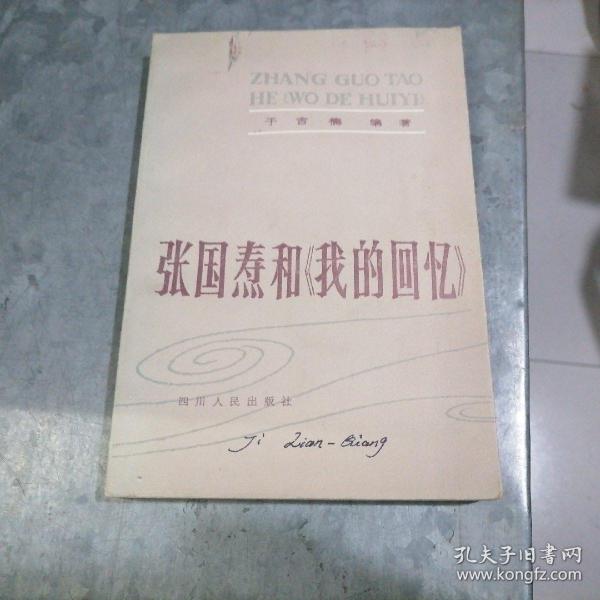 ZHANG GUO TAO
HE《WO DE HUIYI》
于吉楠 编著
张国焘和《我的回忆》
四川人民出版社
Ji Lian-Qiang
孔夫子旧書网
www.kongfz.com